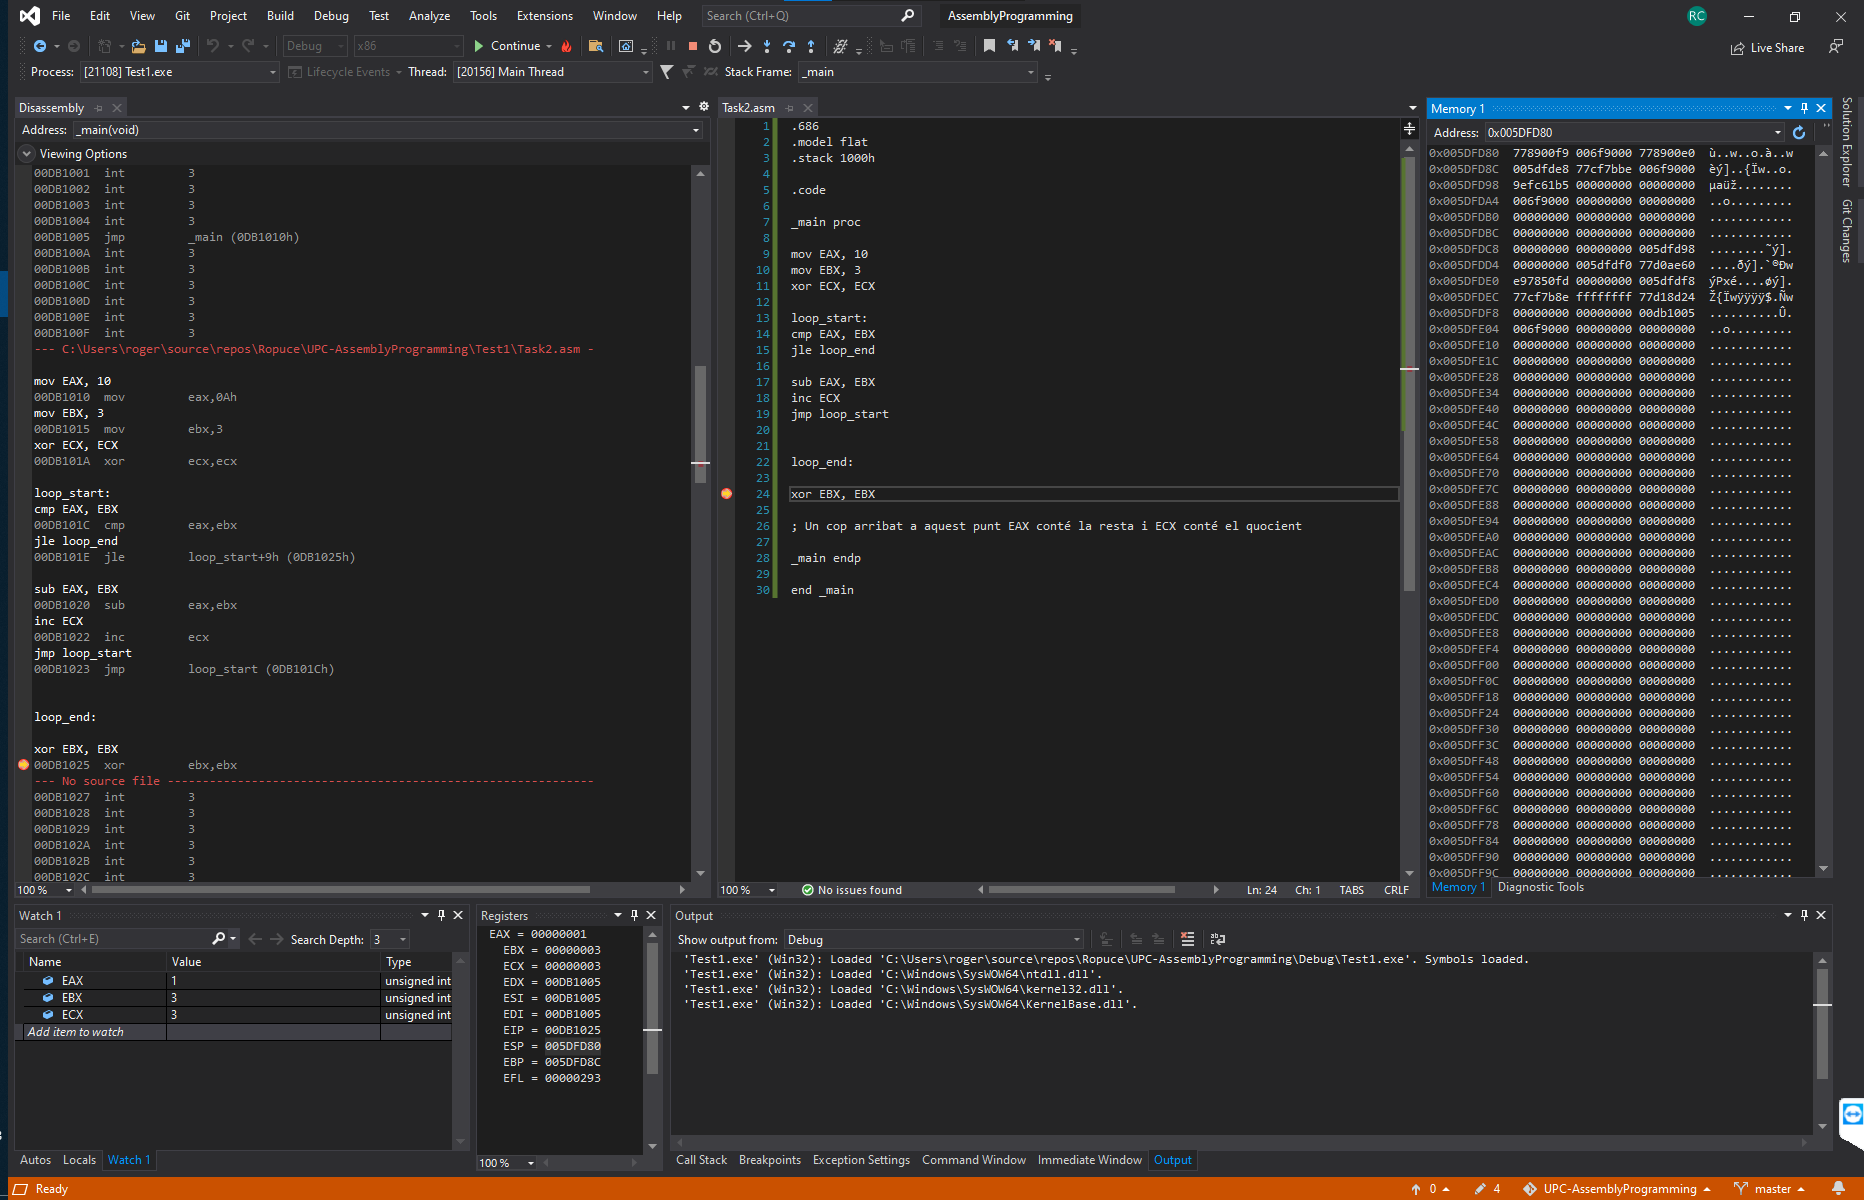 File Edit View Git Project Build Debug Test Analyze Tools Extensions Window Help Search (Ctrl+Q) AssemblyProgramming RC
Debug x86 Continue Live Share
Process: [21108] Test1.exe Lifecycle Events Thread: [20156] Main Thread Stack Frame: _main
Disassembly
Address: _main(void)
Viewing Options
00DB1001 int 3
00DB1002 int 3
00DB1003 int 3
00DB1004 int 3
00DB1005 jmp _main (0DB1010h)
00DB100A int 3
00DB100B int 3
00DB100C int 3
00DB100D int 3
00DB100E int 3
00DB100F int 3
--- C:\Users\roger\source\repos\Ropuce\UPC-AssemblyProgramming\Test1\Task2.asm -
mov EAX, 10
00DB1010 mov eax,0Ah
mov EBX, 3
00DB1015 mov ebx,3
xor ECX, ECX
00DB101A xor ecx,ecx
loop_start:
cmp EAX, EBX
00DB101C cmp eax,ebx
jle loop_end
00DB101E jle loop_start+9h (0DB1025h)
sub EAX, EBX
00DB1020 sub eax,ebx
inc ECX
00DB1022 inc ecx
jmp loop_start
00DB1023 jmp loop_start (0DB101Ch)
loop_end:
xor EBX, EBX
00DB1025 xor ebx,ebx
--- No source file -------------------------------------------------------------
00DB1027 int 3
00DB1028 int 3
00DB1029 int 3
00DB102A int 3
00DB102B int 3
00DB102C int 3
100 %
Task2.asm
1 .686
2 .model flat
3 .stack 1000h
4
5 .code
6
7 _main proc
8
9 mov EAX, 10
10 mov EBX, 3
11 xor ECX, ECX
12
13 loop_start:
14 cmp EAX, EBX
15 jle loop_end
16
17 sub EAX, EBX
18 inc ECX
19 jmp loop_start
20
21
22 loop_end:
23
24 xor EBX, EBX
25
26 ; Un cop arribat a aquest punt EAX conté la resta i ECX conté el quocient
27
28 _main endp
29
30 end _main
100 % No issues found Ln: 24 Ch: 1 TABS CRLF
Memory 1
Address: 0x005DFD80
0x005DFD80 778900f9 006f9000 778900e0 ù..w..o.à..w
0x005DFD8C 005dfde8 77cf7bbe 006f9000 èý]..{Ïw..o.
0x005DFD98 9efc61b5 00000000 00000000 µaüž........
0x005DFDA4 006f9000 00000000 00000000 ..o.........
0x005DFDB0 00000000 00000000 00000000 ............
0x005DFDBC 00000000 00000000 00000000 ............
0x005DFDC8 00000000 00000000 005dfd98 ........˜ý].
0x005DFDD4 00000000 005dfdf0 77d0ae60 ....ðý].`®Ðw
0x005DFDE0 e97850fd 00000000 005dfdf8 ýPxé....øý].
0x005DFDEC 77cf7b8e ffffffff 77d18d24 Ž{Ïwÿÿÿÿ$.Ñw
0x005DFDF8 00000000 00000000 00db1005 ..........Û.
0x005DFE04 006f9000 00000000 00000000 ..o.........
0x005DFE10 00000000 00000000 00000000 ............
0x005DFE1C 00000000 00000000 00000000 ............
0x005DFE28 00000000 00000000 00000000 ............
0x005DFE34 00000000 00000000 00000000 ............
0x005DFE40 00000000 00000000 00000000 ............
0x005DFE4C 00000000 00000000 00000000 ............
0x005DFE58 00000000 00000000 00000000 ............
0x005DFE64 00000000 00000000 00000000 ............
0x005DFE70 00000000 00000000 00000000 ............
0x005DFE7C 00000000 00000000 00000000 ............
0x005DFE88 00000000 00000000 00000000 ............
0x005DFE94 00000000 00000000 00000000 ............
0x005DFEA0 00000000 00000000 00000000 ............
0x005DFEAC 00000000 00000000 00000000 ............
0x005DFEB8 00000000 00000000 00000000 ............
0x005DFEC4 00000000 00000000 00000000 ............
0x005DFED0 00000000 00000000 00000000 ............
0x005DFEDC 00000000 00000000 00000000 ............
0x005DFEE8 00000000 00000000 00000000 ............
0x005DFEF4 00000000 00000000 00000000 ............
0x005DFF00 00000000 00000000 00000000 ............
0x005DFF0C 00000000 00000000 00000000 ............
0x005DFF18 00000000 00000000 00000000 ............
0x005DFF24 00000000 00000000 00000000 ............
0x005DFF30 00000000 00000000 00000000 ............
0x005DFF3C 00000000 00000000 00000000 ............
0x005DFF48 00000000 00000000 00000000 ............
0x005DFF54 00000000 00000000 00000000 ............
0x005DFF60 00000000 00000000 00000000 ............
0x005DFF6C 00000000 00000000 00000000 ............
0x005DFF78 00000000 00000000 00000000 ............
0x005DFF84 00000000 00000000 00000000 ............
0x005DFF90 00000000 00000000 00000000 ............
0x005DFF9C 00000000 00000000 00000000 ............
Memory 1 Diagnostic Tools
Solution Explorer
Git Changes
Watch 1
Search (Ctrl+E) Search Depth: 3
Name Value Type
EAX 1 unsigned int
EBX 3 unsigned int
ECX 3 unsigned int
Add item to watch
Autos Locals Watch 1
Registers
EAX = 00000001
EBX = 00000003
ECX = 00000003
EDX = 00DB1005
ESI = 00DB1005
EDI = 00DB1005
EIP = 00DB1025
ESP = 005DFD80
EBP = 005DFD8C
EFL = 00000293
100 %
Output
Show output from: Debug
'Test1.exe' (Win32): Loaded 'C:\Users\roger\source\repos\Ropuce\UPC-AssemblyProgramming\Debug\Test1.exe'. Symbols loaded.
'Test1.exe' (Win32): Loaded 'C:\Windows\SysWOW64\ntdll.dll'.
'Test1.exe' (Win32): Loaded 'C:\Windows\SysWOW64\kernel32.dll'.
'Test1.exe' (Win32): Loaded 'C:\Windows\SysWOW64\KernelBase.dll'.
Call Stack Breakpoints Exception Settings Command Window Immediate Window Output
Ready 0 4 UPC-AssemblyProgramming master